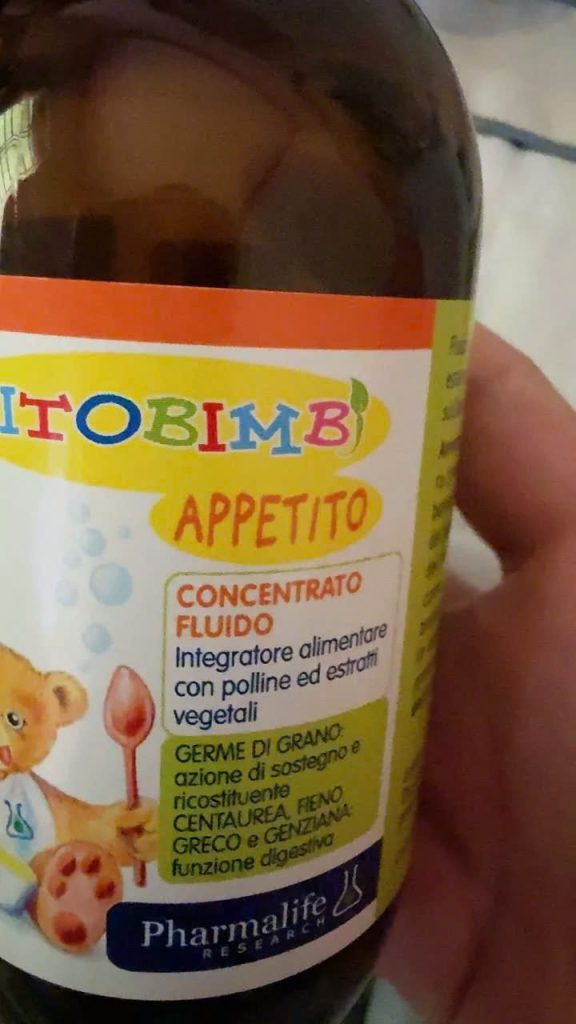 ITOBIMBI
APPETITO
CONCENTRATO
FLUIDO
Integratore alimentare
con polline ed estratti
vegetali
GERME DI GRANO:
azione di sostegno e
ricostituente
CENTAUREA, FIENO
GRECO e GENZIANA:
funzione digestiva
Pharmalife
RESEARCH